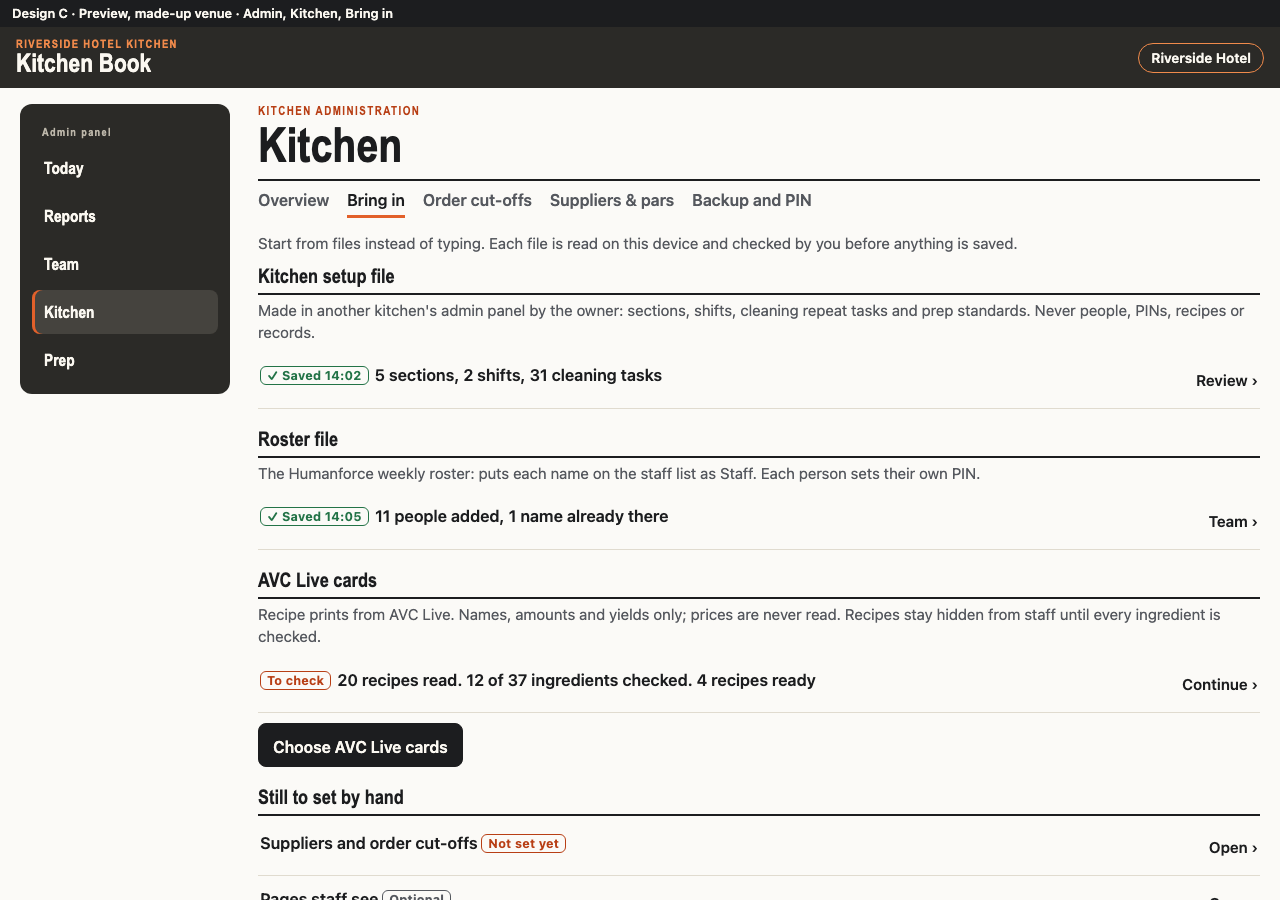 Design C · Preview, made-up venue · Admin, Kitchen, Bring in
RIVERSIDE HOTEL KITCHEN
Kitchen Book
Riverside Hotel
Admin panel
Today
Reports
Team
Kitchen
Prep
KITCHEN ADMINISTRATION
Kitchen
Overview Bring in Order cut-offs Suppliers & pars Backup and PIN
Start from files instead of typing. Each file is read on this device and checked by you before anything is saved.
Kitchen setup file
Made in another kitchen's admin panel by the owner: sections, shifts, cleaning repeat tasks and prep standards. Never people, PINs, recipes or
records.
✓ Saved 14:02 5 sections, 2 shifts, 31 cleaning tasks
Review ›
Roster file
The Humanforce weekly roster: puts each name on the staff list as Staff. Each person sets their own PIN.
✓ Saved 14:05 11 people added, 1 name already there
Team ›
AVC Live cards
Recipe prints from AVC Live. Names, amounts and yields only; prices are never read. Recipes stay hidden from staff until every ingredient is
checked.
To check 20 recipes read. 12 of 37 ingredients checked. 4 recipes ready
Continue ›
Choose AVC Live cards
Still to set by hand
Suppliers and order cut-offs Not set yet
Open ›
Pages staff see Optional